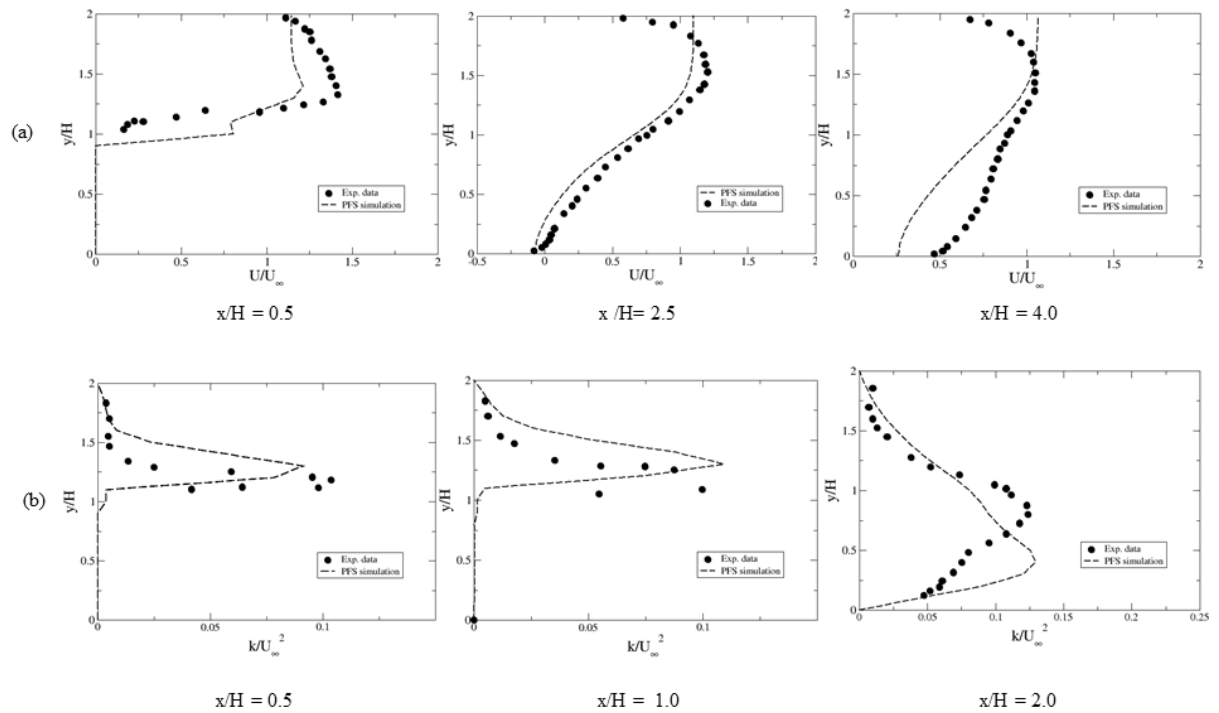 (a)
y/H
2
1.5
1
0.5
0
0
0.5
1
1.5
2
U/U∞
Exp. data
PFS simulation
x/H = 0.5
y/H
2
1.5
1
0.5
0
-0.5
0
0.5
1
1.5
2
U/U∞
PFS simulation
Exp. data
x /H= 2.5
y/H
2
1.5
1
0.5
0
0
0.5
1
1.5
2
U/U∞
Exp. data
PFS simulation
x/H = 4.0
(b)
y/H
2
1.5
1
0.5
0
0
0.05
0.1
k/U∞²
Exp. data
PFS simulation
x/H = 0.5
y/H
2
1.5
1
0.5
0
0
0.05
0.1
k/U∞²
Exp. data
PFS simulation
x/H = 1.0
y/H
2
1.5
1
0.5
0
0
0.05
0.1
0.15
0.2
0.25
k/U∞²
Exp. data
PFS simulation
x/H = 2.0